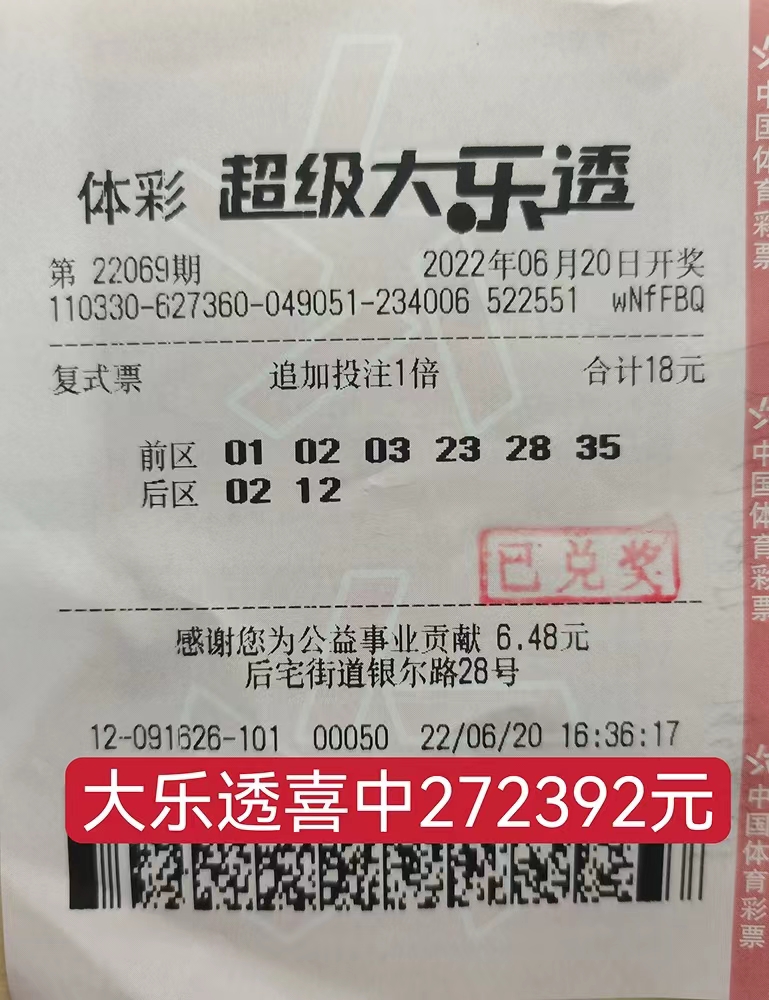 体彩 超级大乐透
第 22069期 2022年06月20日开奖
110330-627360-049051-234006 522551 wNfFBQ
复式票 追加投注1倍 合计18元
前区 01 02 03 23 28 35
后区 02 12
已兑奖
感谢您为公益事业贡献 6.48元
后宅街道银尔路28号
12-091626-101 00050 22/06/20 16:36:17
大乐透喜中272392元
中国体育彩票
中国体育彩票
中国体育彩票